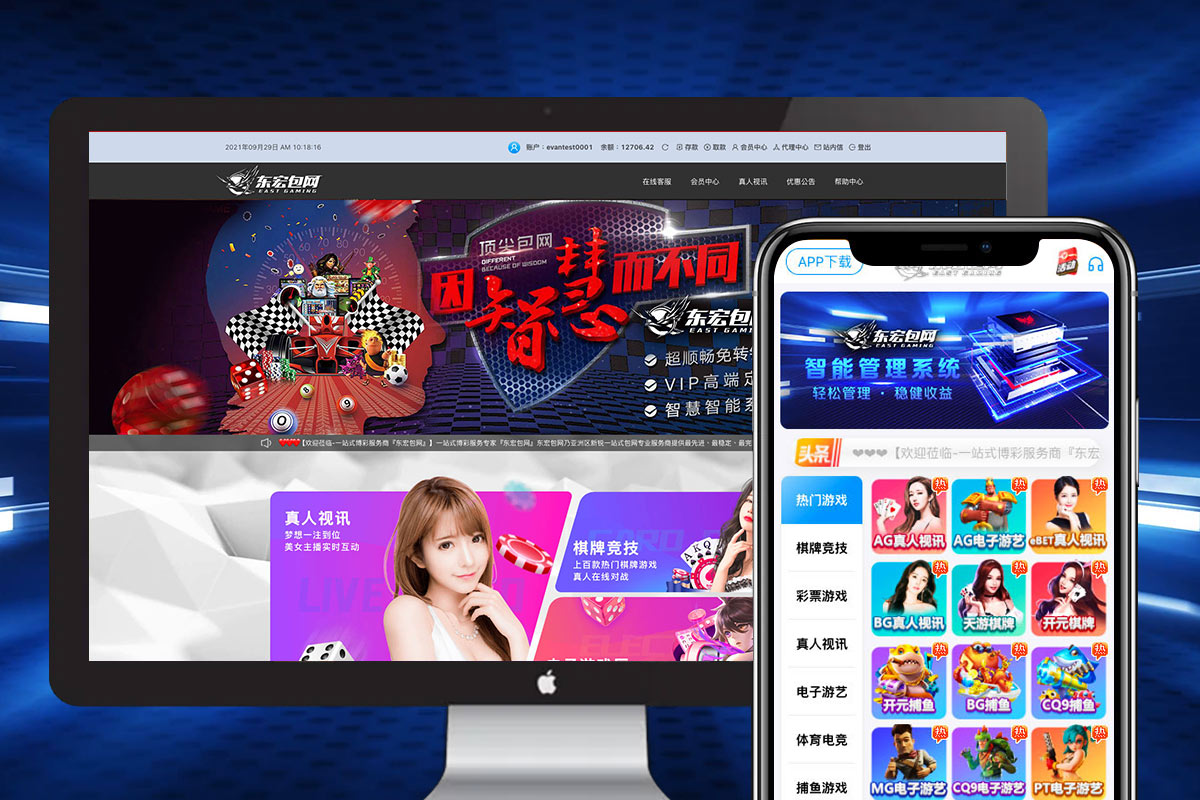 2021年09月29日 AM 10:18:16
账户：evantest0001
余额：12706.42
存款
取款
会员中心
代理中心
站内信
登出
东宏包网
EAST GAMING
在线客服
会员中心
真人视讯
优惠公告
帮助中心
顶尖包网
DIFFERENT
BECAUSE OF WISDOM
因智慧而不同
东宏包
EAST GAMI
超顺畅免转
VIP高端定
智慧智能系
【欢迎莅临-一站式博彩服务商『东宏包网』】一站式博彩服务专家『东宏包网』东宏包网乃亚洲区新锐一站式包网专业服务商提供最先进、最稳定、最完
真人视讯
梦想一注到位
美女主播实时互动
LIVE
棋牌竞技
上百款热门棋牌游戏
真人在线对战
APP下载
活动
EAST GAMING
东宏包网
EAST GAMING
智能管理系统
轻松管理 · 稳健收益
头条
【欢迎莅临-一站式博彩服务商『东宏
热门游戏
棋牌竞技
彩票游戏
真人视讯
电子游艺
体育电竞
捕鱼游戏
热
AG真人视讯
热
AG电子游艺
热
eBET真人视讯
热
BG真人视讯
热
天游棋牌
热
开元棋牌
热
开元捕鱼
热
BG捕鱼
热
CQ9捕鱼
热
MG电子游艺
热
CQ9电子游艺
热
PT电子游艺